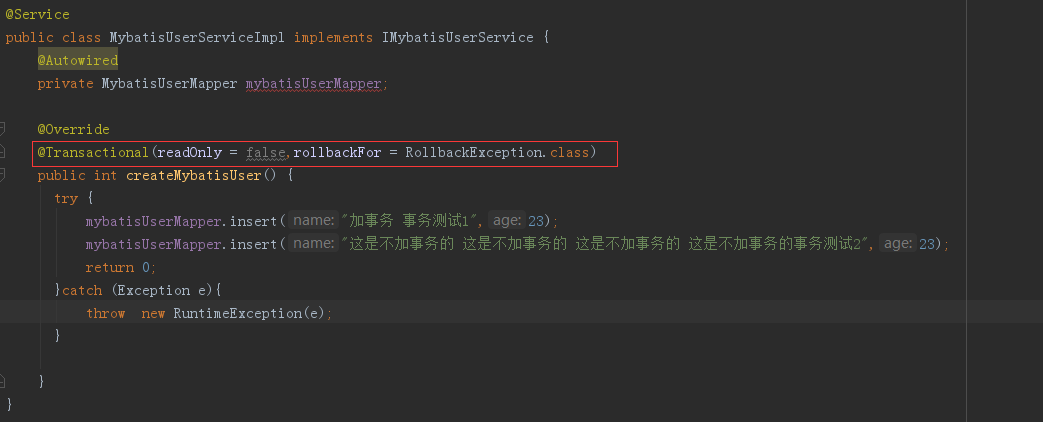 @Service
public class MybatisUserServiceImpl implements IMybatisUserService {
@Autowired
private MybatisUserMapper mybatisUserMapper;
@Override
@Transactional(readOnly = false,rollbackFor = RollbackException.class)
public int createMybatisUser() {
try {
mybatisUserMapper.insert( name: "加事务 事务测试1", age: 23);
mybatisUserMapper.insert( name: "这是不加事务的 这是不加事务的 这是不加事务的 这是不加事务的事务测试2", age: 23);
return 0;
}catch (Exception e){
throw  new RuntimeException(e);
}
}
}